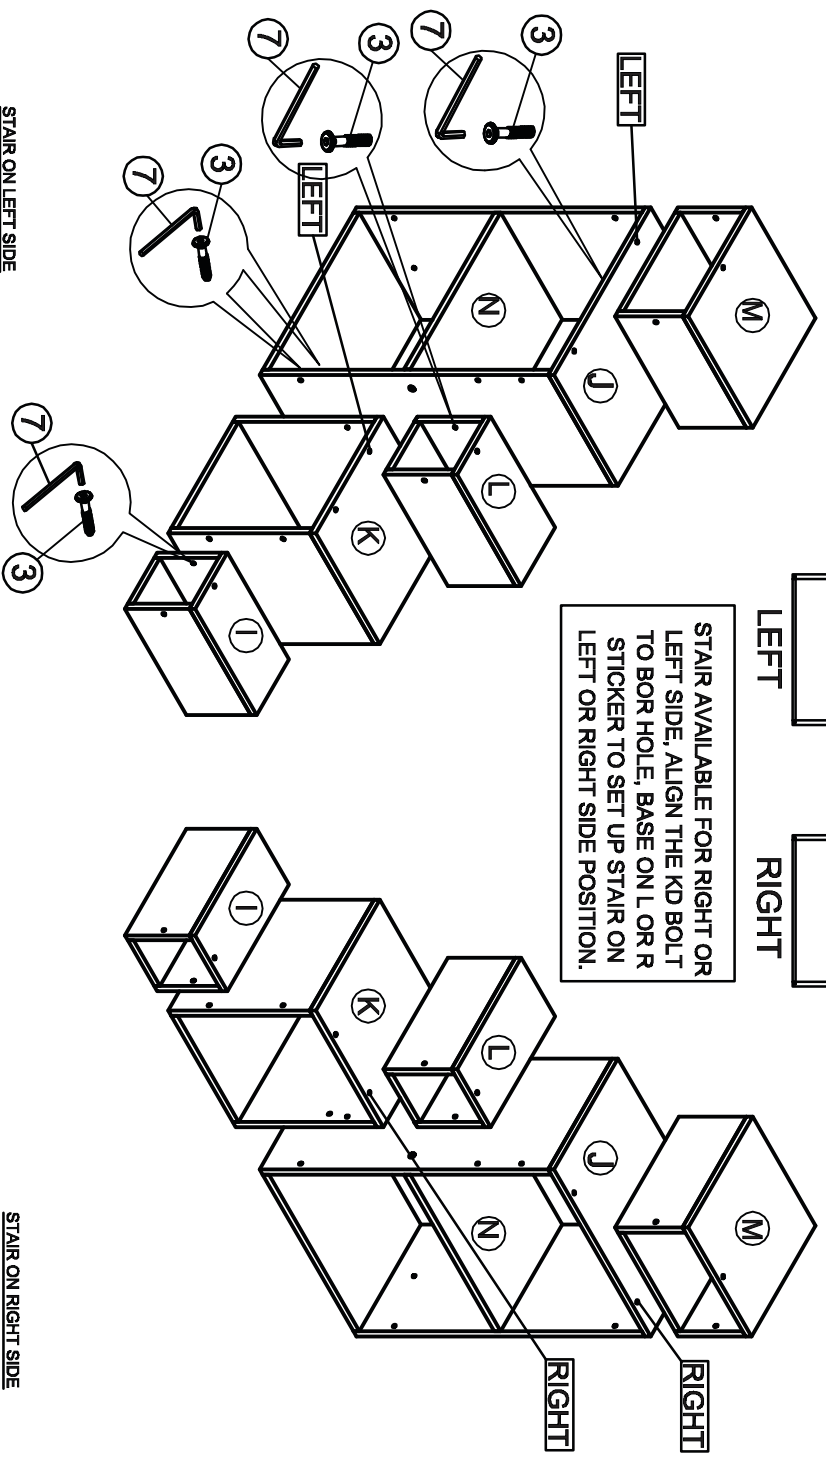 LEFT
RIGHT
STAIR AVAILABLE FOR RIGHT OR
LEFT SIDE, ALIGN THE KD BOLT
TO BOR HOLE, BASE ON L OR R
STICKER TO SET UP STAIR ON
LEFT OR RIGHT SIDE POSITION.
M
LEFT
J
3
L
N
7
3
K
LEFT
7
I
3
7
7
3
STAIR ON LEFT SIDE
M
RIGHT
J
RIGHT
L
N
K
I
STAIR ON RIGHT SIDE